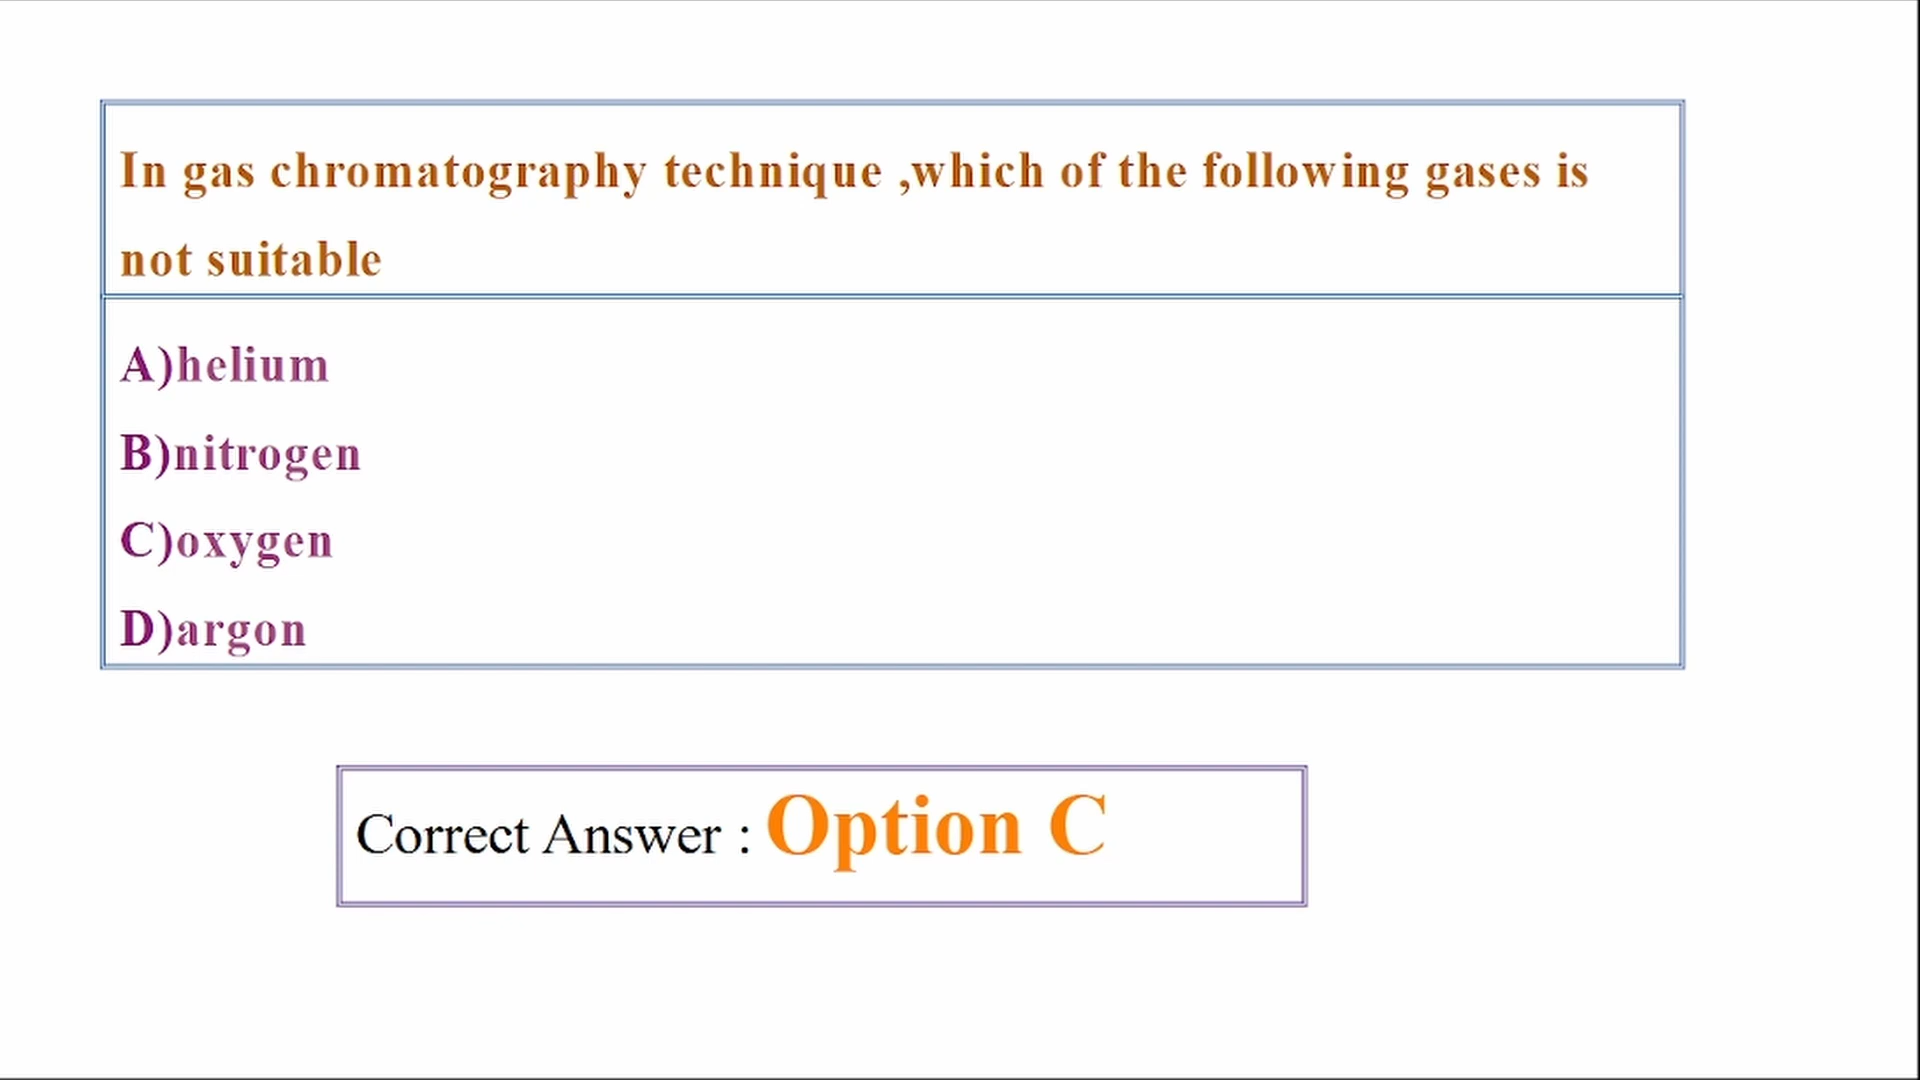 In gas chromatography technique ,which of the following gases is
not suitable
A)helium
B)nitrogen
C)oxygen
D)argon
Correct Answer : Option C